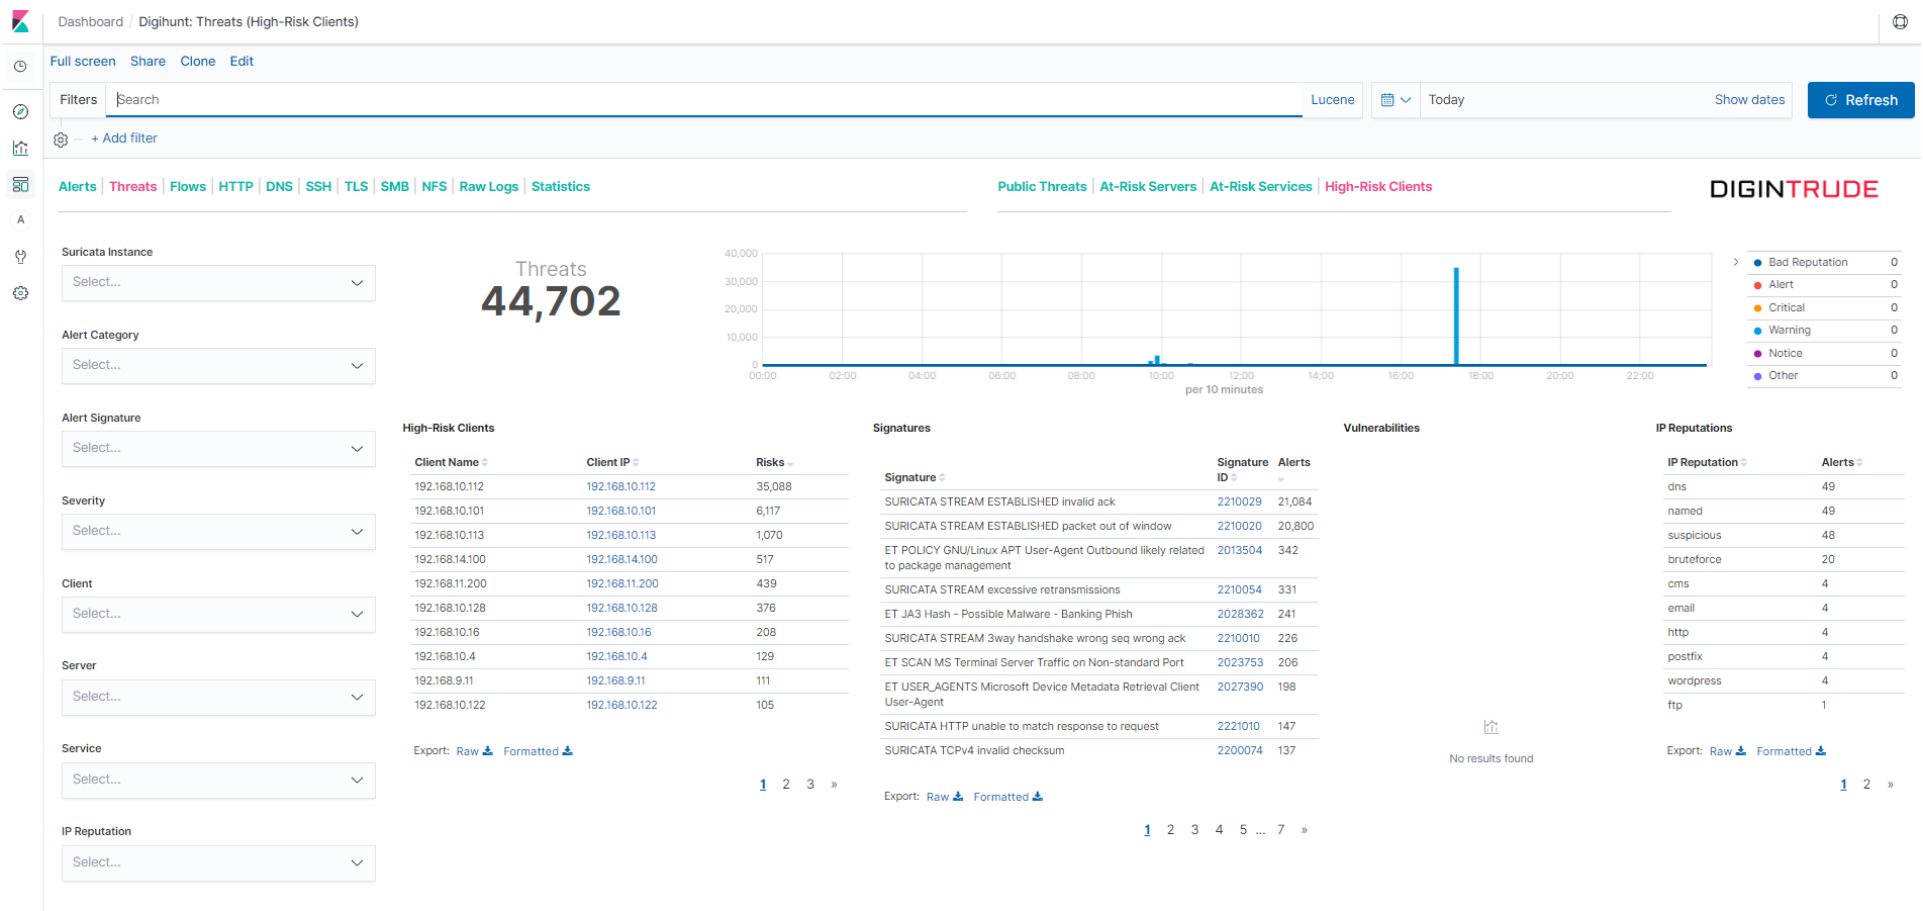 Dashboard / Digihunt: Threats (High-Risk Clients)
Full screen Share Clone Edit
Filters Search Lucene Today Show dates Refresh
+ Add filter
A
Alerts Threats Flows HTTP DNS SSH TLS SMB NFS Raw Logs Statistics
Public Threats At-Risk Servers At-Risk Services High-Risk Clients
DIGINTRUDE
Suricata Instance
Select...
Alert Category
Select...
Alert Signature
Select...
Severity
Select...
Client
Select...
Server
Select...
Service
Select...
IP Reputation
Select...
Threats
44,702
40,000
30,000
20,000
10,000
0
00:00 02:00 04:00 06:00 08:00 10:00 12:00 14:00 16:00 18:00 20:00 22:00
per 10 minutes
Bad Reputation 0
Alert 0
Critical 0
Warning 0
Notice 0
Other 0
High-Risk Clients
Client Name Client IP Risks
192.168.10.112 192.168.10.112 35,088
192.168.10.101 192.168.10.101 6,117
192.168.10.113 192.168.10.113 1,070
192.168.14.100 192.168.14.100 517
192.168.11.200 192.168.11.200 439
192.168.10.128 192.168.10.128 376
192.168.10.16 192.168.10.16 208
192.168.10.4 192.168.10.4 129
192.168.9.11 192.168.9.11 111
192.168.10.122 192.168.10.122 105
Export: Raw Formatted
1 2 3 »
Signatures
Signature Signature ID Alerts
SURICATA STREAM ESTABLISHED invalid ack 2210029 21,084
SURICATA STREAM ESTABLISHED packet out of window 2210020 20,800
ET POLICY GNU/Linux APT User-Agent Outbound likely related 2013504 342
to package management
SURICATA STREAM excessive retransmissions 2210054 331
ET JA3 Hash - Possible Malware - Banking Phish 2028362 241
SURICATA STREAM 3way handshake wrong seq wrong ack 2210010 226
ET SCAN MS Terminal Server Traffic on Non-standard Port 2023753 206
ET USER_AGENTS Microsoft Device Metadata Retrieval Client 2027390 198
User-Agent
SURICATA HTTP unable to match response to request 2221010 147
SURICATA TCPv4 invalid checksum 2200074 137
Export: Raw Formatted
1 2 3 4 5 ... 7 »
Vulnerabilities
No results found
IP Reputations
IP Reputation Alerts
dns 49
named 49
suspicious 48
bruteforce 20
cms 4
email 4
http 4
postfix 4
wordpress 4
ftp 1
Export: Raw Formatted
1 2 »